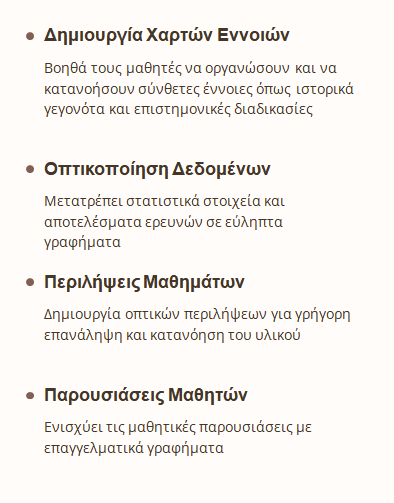 Δημιουργία Χαρτών Εννοιών
Βοηθά τους μαθητές να οργανώσουν και να
κατανοήσουν σύνθετες έννοιες όπως ιστορικά
γεγονότα και επιστημονικές διαδικασίες
Οπτικοποίηση Δεδομένων
Μετατρέπει στατιστικά στοιχεία και
αποτελέσματα ερευνών σε εύληπτα
γραφήματα
Περιλήψεις Μαθημάτων
Δημιουργία οπτικών περιλήψεων για γρήγορη
επανάληψη και κατανόηση του υλικού
Παρουσιάσεις Μαθητών
Ενισχύει τις μαθητικές παρουσιάσεις με
επαγγελματικά γραφήματα